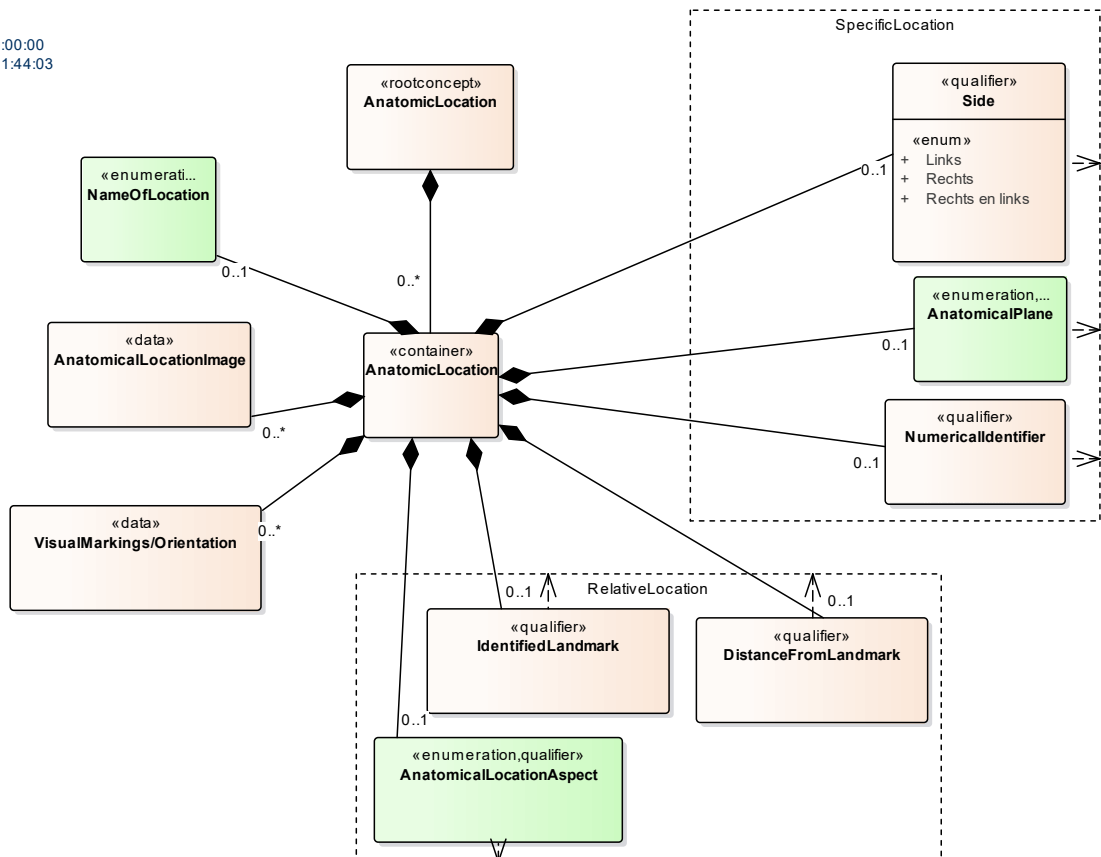 :00:00
1:44:03
SpecificLocation
«rootconcept»
AnatomicLocation
«qualifier»
Side
«enum»
+ Links
+ Rechts
+ Rechts en links
0..1
«enumerati...
NameOfLocation
0..1
0..*
«enumeration,...
AnatomicalPlane
0..1
«data»
AnatomicalLocationImage
0..*
«container»
AnatomicLocation
«qualifier»
NumericalIdentifier
0..1
«data»
VisualMarkings/Orientation
0..*
RelativeLocation
0..1
0..1
«qualifier»
IdentifiedLandmark
«qualifier»
DistanceFromLandmark
0..1
«enumeration,qualifier»
AnatomicalLocationAspect